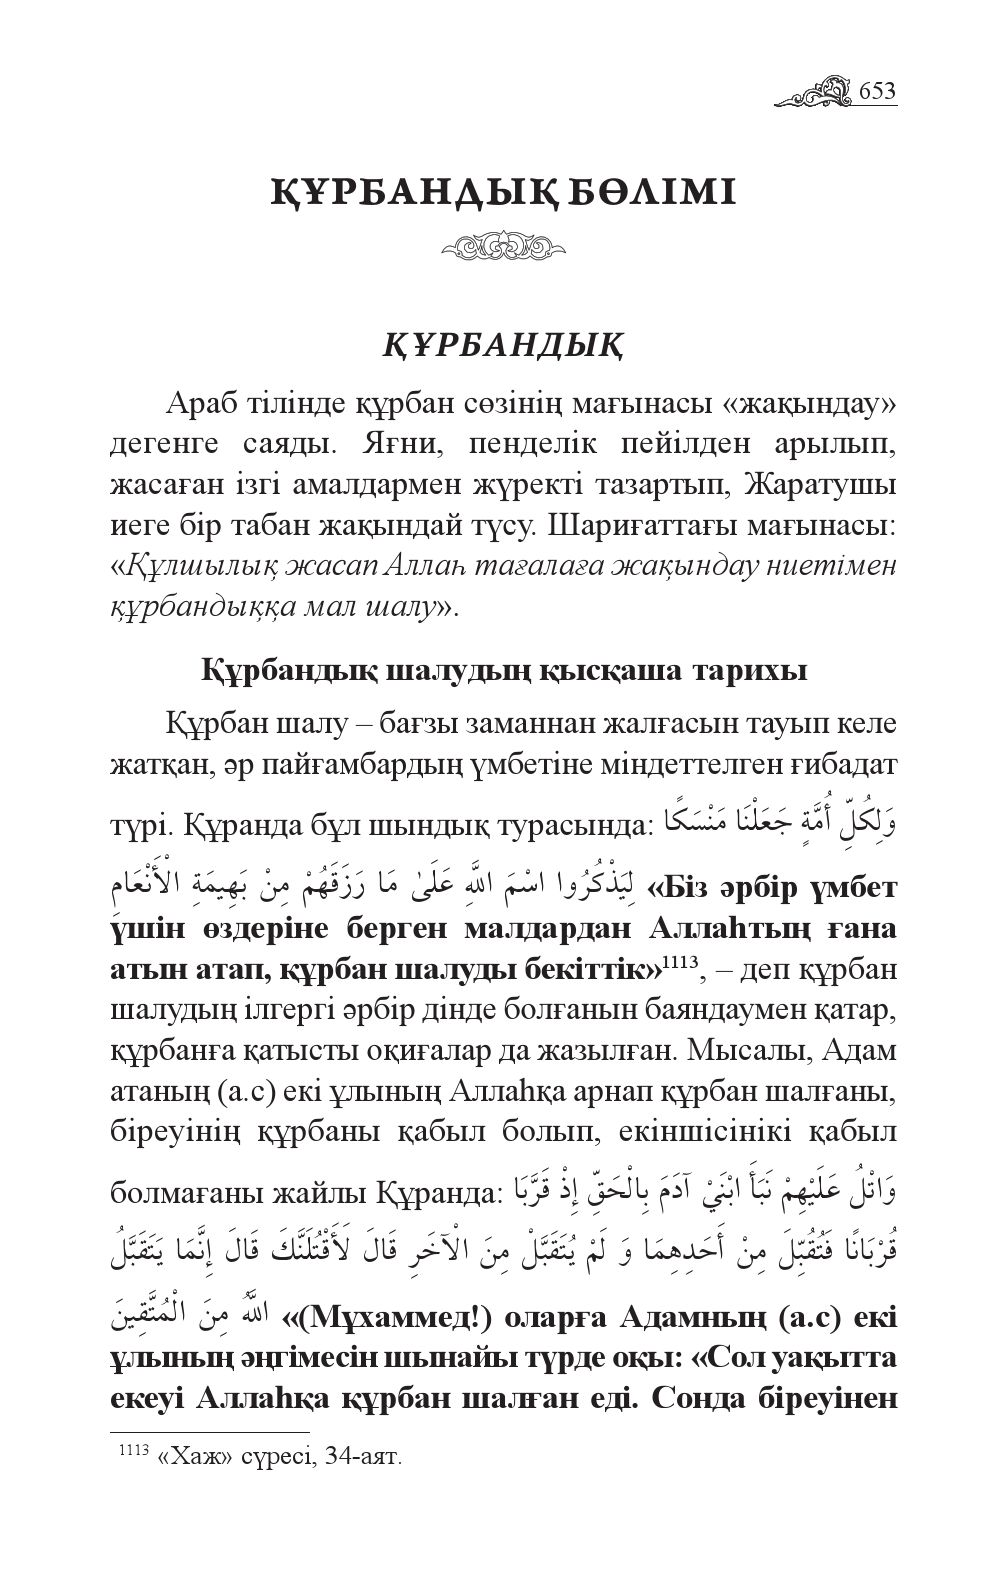 653
ҚҰРБАНДЫҚ БӨЛІМІ
ҚҰРБАНДЫҚ
Араб тілінде құрбан сөзінің мағынасы «жақындау»
дегенге саяды. Яғни, пенделік пейілден арылып,
жасаған ізгі амалдармен жүректі тазартып, Жаратушы
иеге бір табан жақындай түсу. Шариғаттағы мағынасы:
«Құлшылық жасап Аллаһ тағалаға жақындау ниетімен
құрбандыққа мал шалу».
Құрбандық шалудың қысқаша тарихы
Құрбан шалу – бағзы заманнан жалғасын тауып келе
жатқан, әр пайғамбардың үмбетіне міндеттелген ғибадат
түрі. Құранда бұл шындық турасында: وَلِكُلِّ أُمَّةٍ جَعَلْنَا مَنْسَكًا
لِيَذْكُرُوا اسْمَ اللَّهِ عَلَىٰ مَا رَزَقَهُمْ مِنْ بَهِيمَةِ الْأَنْعَامِ «Біз әрбір үмбет
үшін өздеріне берген малдардан Аллаһтың ғана
атын атап, құрбан шалуды бекіттік»1113, – деп құрбан
шалудың ілгергі әрбір дінде болғанын баяндаумен қатар,
құрбанға қатысты оқиғалар да жазылған. Мысалы, Адам
атаның (а.с) екі ұлының Аллаһқа арнап құрбан шалғаны,
біреуінің құрбаны қабыл болып, екіншісінікі қабыл
болмағаны жайлы Құранда: وَاتْلُ عَلَيْهِمْ نَبَأَ ابْنَيْ آدَمَ بِالْحَقِّ إِذْ قَرَّبَا
قُرْبَانًا فَتُقُبِّلَ مِنْ أَحَدِهِمَا وَ لَمْ يُتَقَبَّلْ مِنَ الْآخَرِ قَالَ لَأَقْتُلَنَّكَ قَالَ إِنَّمَا يَتَقَبَّلُ
اللَّهُ مِنَ الْمُتَّقِينَ «(Мұхаммед!) оларға Адамның (а.с) екі
ұлының әңгімесін шынайы түрде оқы: «Сол уақытта
екеуі Аллаһқа құрбан шалған еді. Сонда біреуінен
1113 «Хаж» сүресі, 34-аят.